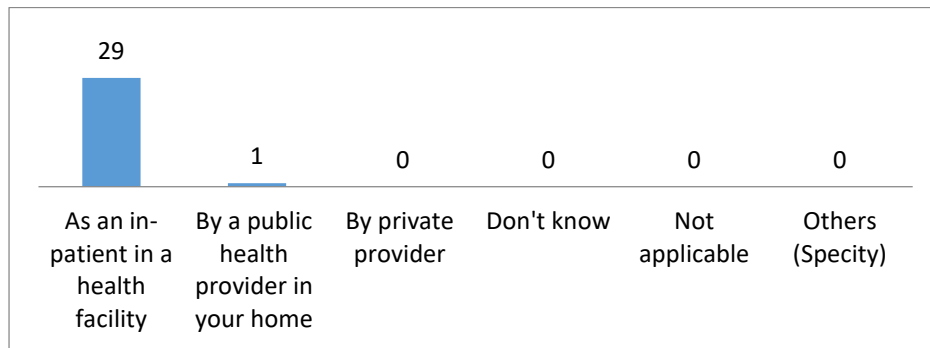 29
1
0
0
0
0
As an in-
patient in a
health
facility
By a public
health
provider in
your home
By private
provider
Don't know
Not
applicable
Others
(Specity)